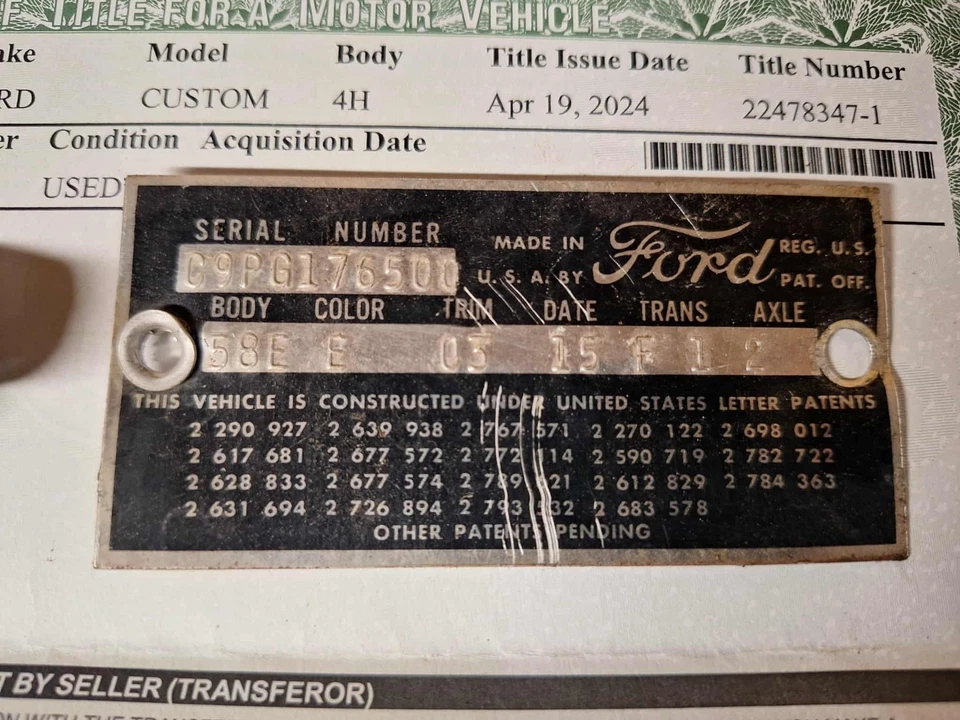 F TITLE FOR A MOTOR VEHICLE
ake Model Body Title Issue Date Title Number
RD CUSTOM 4H Apr 19, 2024 22478347-1
er Condition Acquisition Date
USED
SERIAL NUMBER MADE IN Ford REG. U.S.
C9PG176500 U.S.A. BY PAT. OFF.
BODY COLOR TRIM DATE TRANS AXLE
58E E 03 15F 1 2
THIS VEHICLE IS CONSTRUCTED UNDER UNITED STATES LETTER PATENTS
2 290 927 2 639 938 2 767 571 2 270 122 2 698 012
2 617 681 2 677 572 2 772 114 2 590 719 2 782 722
2 628 833 2 677 574 2 789 621 2 612 829 2 784 363
2 631 694 2 726 894 2 793 532 2 683 578
OTHER PATENTS PENDING
T BY SELLER (TRANSFEROR)